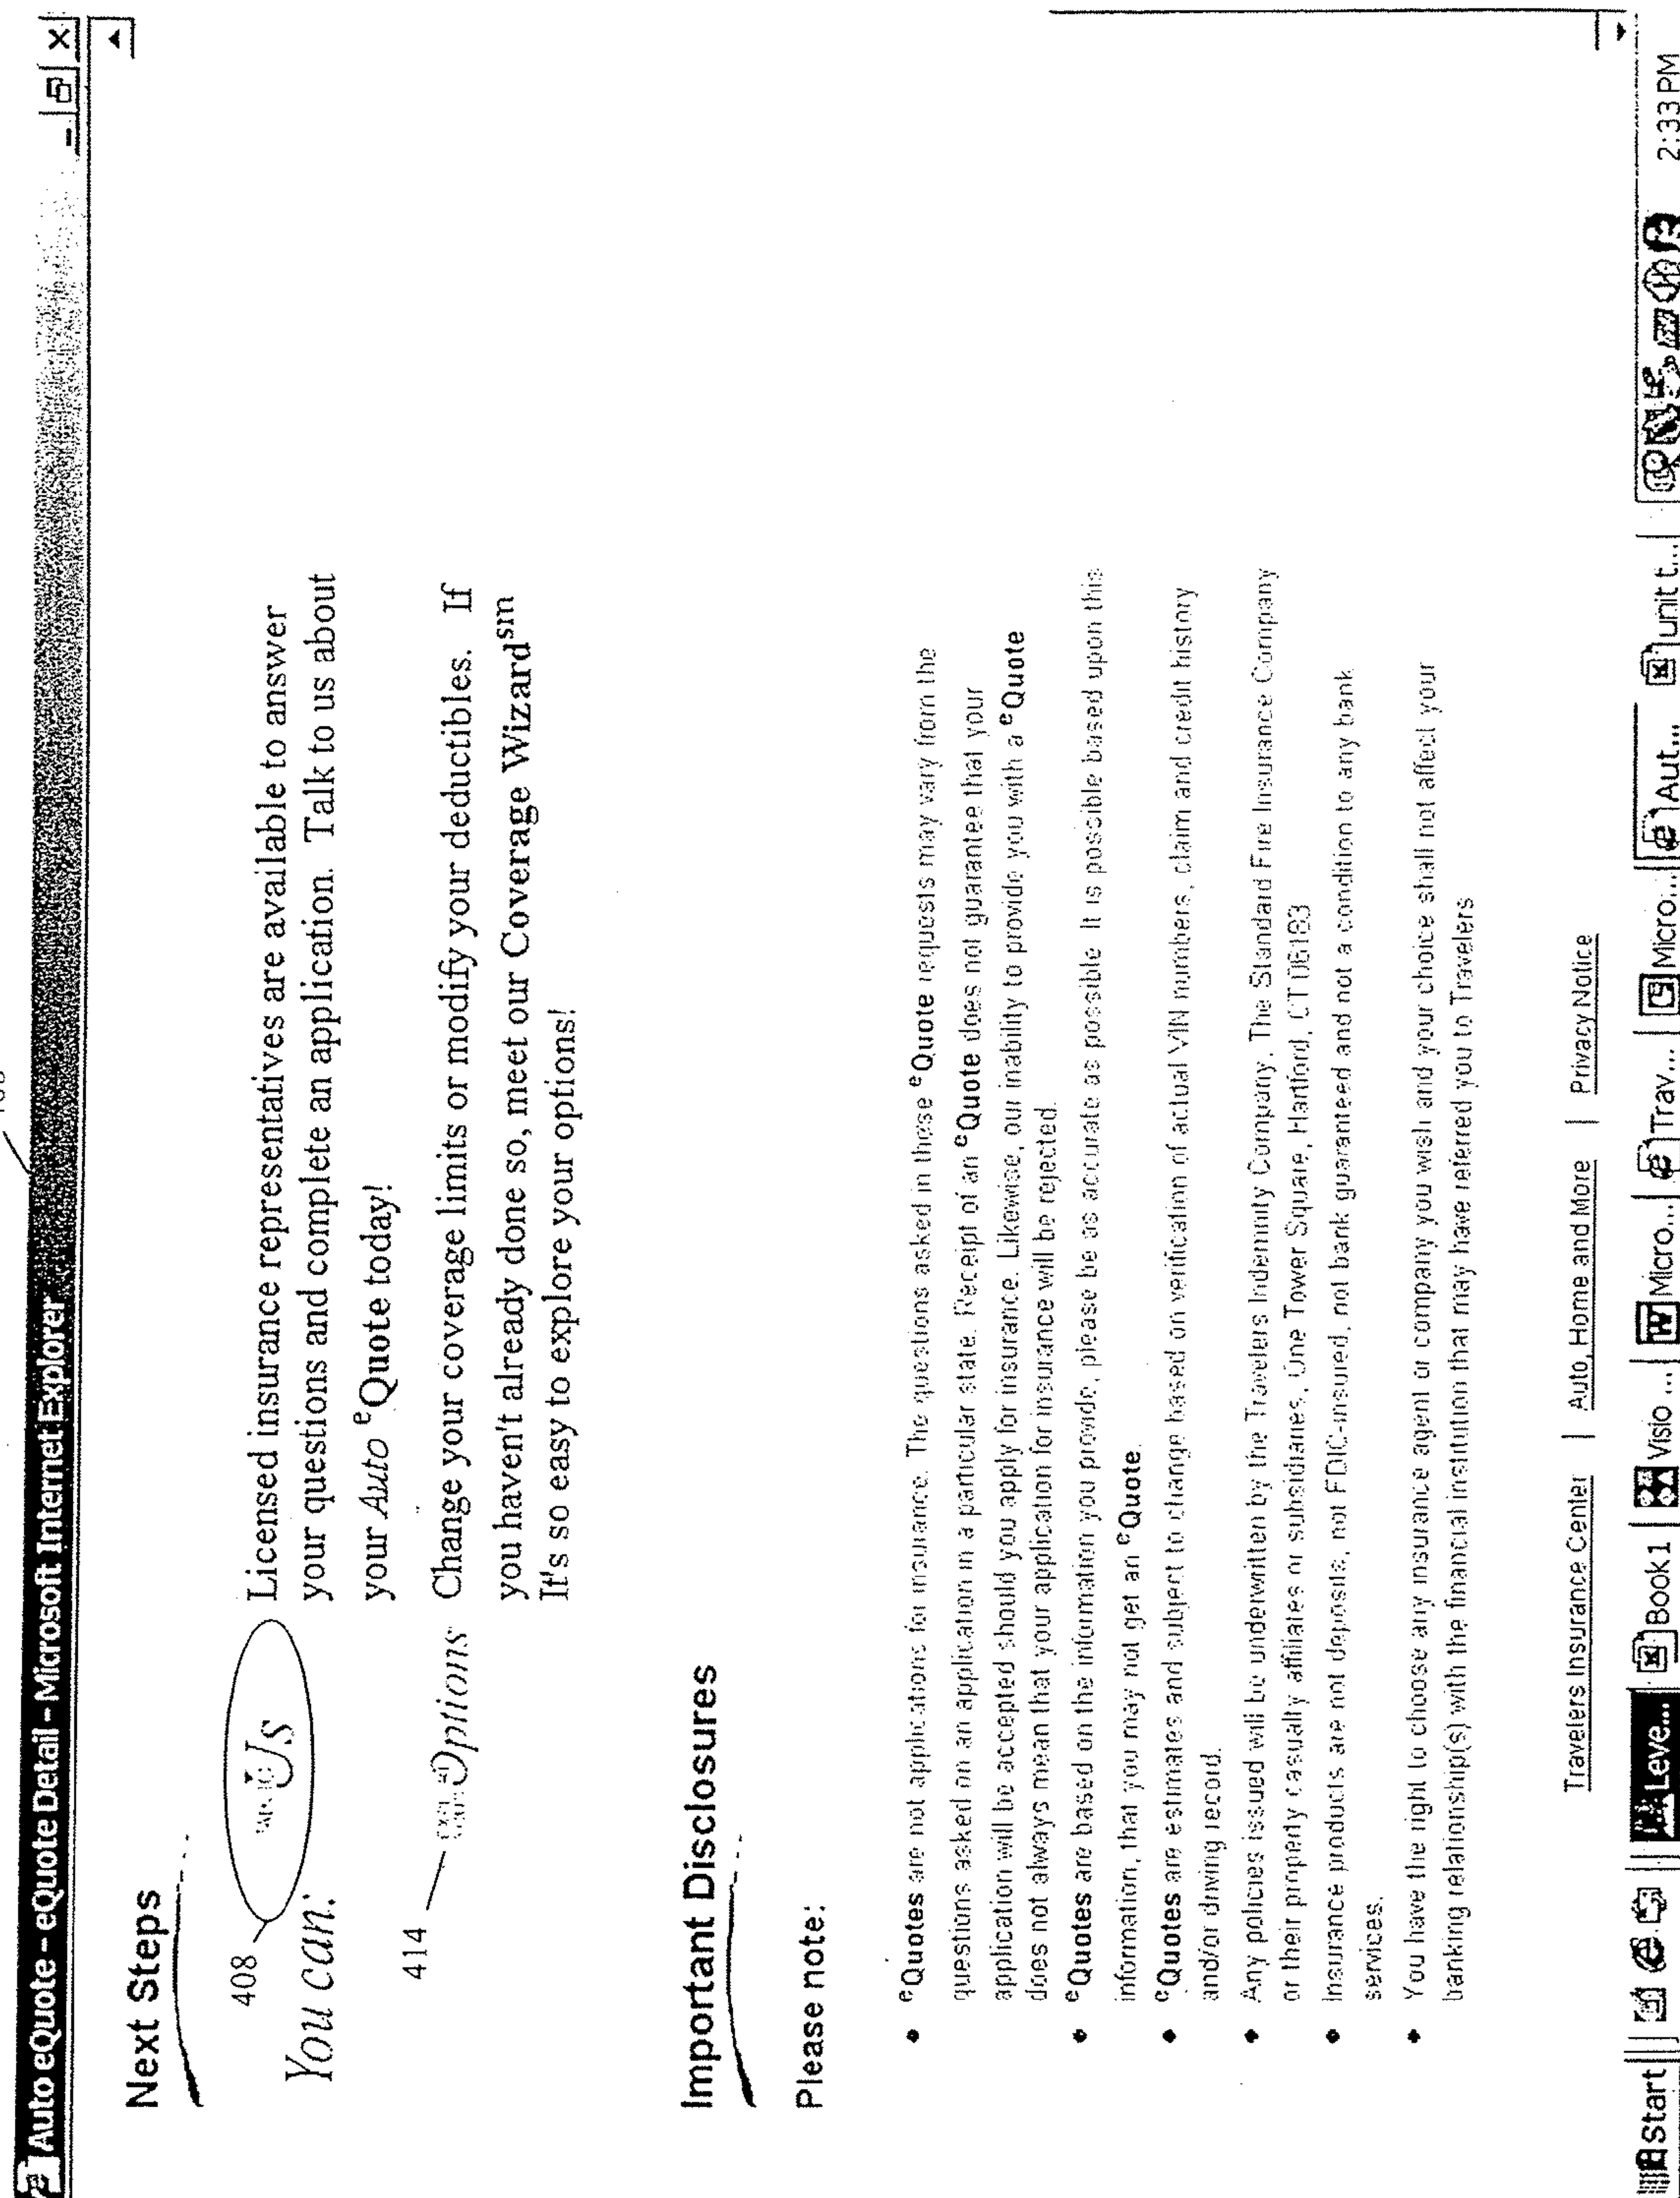 Auto eQuote - eQuote Detail - Microsoft Internet Explorer
Next Steps
408
You can:
Us
Licensed insurance representatives are available to answer
your questions and complete an application. Talk to us about
your Auto eQuote today!
414
Options
Change your coverage limits or modify your deductibles. If
you haven't already done so, meet our Coverage Wizardsm
It's so easy to explore your options!
Important Disclosures
Please note:
• eQuotes are not applications for insurance. The questions asked in these eQuote requests may vary from the
questions asked on an application in a particular state. Receipt of an eQuote does not guarantee that your
application will be accepted should you apply for insurance. Likewise, our inability to provide you with a eQuote
does not always mean that your application for insurance will be rejected.
• eQuotes are based on the information you provide, please be as accurate as possible. It is possible based upon this
information, that you may not get an eQuote.
• eQuotes are estimates and subject to change based on verification of actual VIN numbers, claim and credit history
and/or driving record.
• Any policies issued will be underwritten by the Travelers Indemnity Company, The Standard Fire Insurance Company
or their property casualty affiliates or subsidiaries, One Tower Square, Hartford, CT 06183
• Insurance products are not deposits, not FDIC-insured, not bank guaranteed and not a condition to any bank
services.
• You have the right to choose any insurance agent or company you wish and your choice shall not affect your
banking relationship(s) with the financial institution that may have referred you to Travelers
Travelers Insurance Center | Auto, Home and More | Privacy Notice
Start Leve... Book1 Visio ... Micro... Trav... Micro... Aut... unit t... 2:33 PM